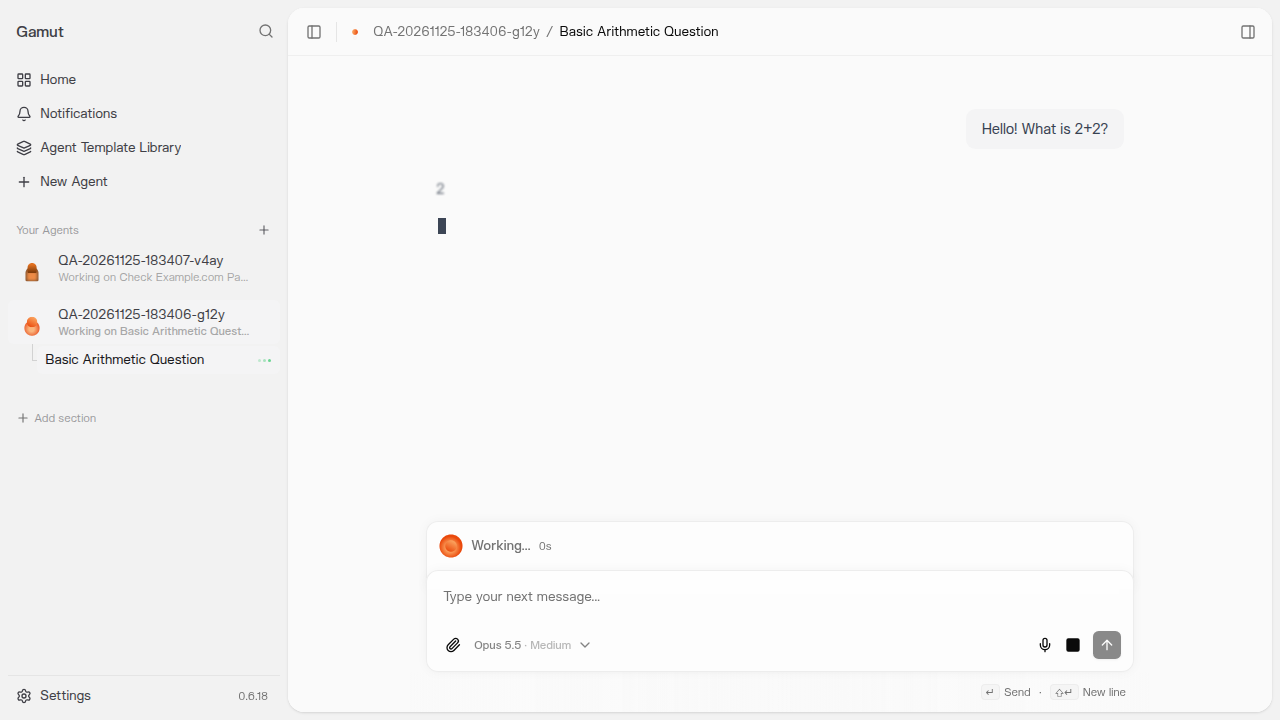 Gamut
Home
Notifications
Agent Template Library
New Agent
Your Agents
QA-20261125-183407-v4ay
Working on Check Example.com Pa...
QA-20261125-183406-g12y
Working on Basic Arithmetic Quest...
Basic Arithmetic Question
Add section
Settings
0.6.18
QA-20261125-183406-g12y / Basic Arithmetic Question
Hello! What is 2+2?
2
Working... 0s
Type your next message...
Opus 5.5 · Medium
↵ Send · ⇧↵ New line